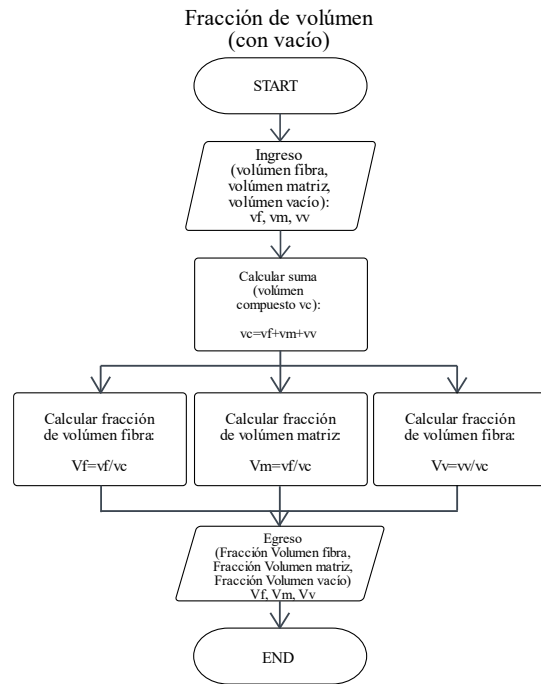 Fracción de volúmen
(con vacío)
START
Ingreso
(volúmen fibra,
volúmen matriz,
volúmen vacío):
vf, vm, vv
Calcular suma
(volúmen
compuesto vc):
vc=vf+vm+vv
Calcular fracción
de volúmen fibra:
Vf=vf/vc
Calcular fracción
de volúmen matriz:
Vm=vf/vc
Calcular fracción
de volúmen fibra:
Vv=vv/vc
Egreso
(Fracción Volumen fibra,
Fracción Volumen matriz,
Fracción Volumen vacío)
Vf, Vm, Vv
END